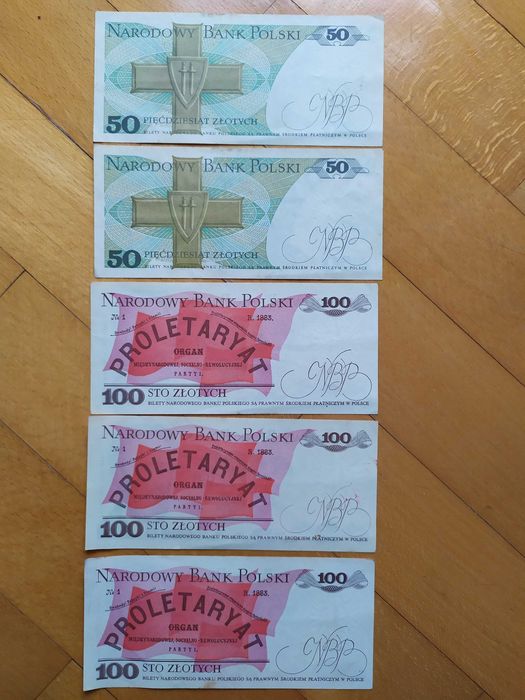 NARODOWY BANK POLSKI 50
NBP
50 PIĘĆDZIESIĄT ZŁOTYCH
BILETY NARODOWEGO BANKU POLSKIEGO SĄ PRAWNYM ŚRODKIEM PŁATNICZYM W POLSCE
NARODOWY BANK POLSKI 50
NBP
50 PIĘĆDZIESIĄT ZŁOTYCH
BILETY NARODOWEGO BANKU POLSKIEGO SĄ PRAWNYM ŚRODKIEM PŁATNICZYM W POLSCE
NARODOWY BANK POLSKI 100
№ 1 R. 1883.
PROLETARYAT
ORGAN
MIĘDZYNARODOWEJ, SOCIALNO-REWOLUCYJNEJ
PARTYI.
NBP
100 STO ZŁOTYCH
BILETY NARODOWEGO BANKU POLSKIEGO SĄ PRAWNYM ŚRODKIEM PŁATNICZYM W POLSCE
NARODOWY BANK POLSKI 100
№ 1 R. 1883.
PROLETARYAT
ORGAN
MIĘDZYNARODOWEJ, SOCIALNO-REWOLUCYJNEJ
PARTYI.
NBP
100 STO ZŁOTYCH
BILETY NARODOWEGO BANKU POLSKIEGO SĄ PRAWNYM ŚRODKIEM PŁATNICZYM W POLSCE
NARODOWY BANK POLSKI 100
№ 1 R. 1883.
PROLETARYAT
ORGAN
MIĘDZYNARODOWEJ, SOCIALNO-REWOLUCYJNEJ
PARTYI.
NBP
100 STO ZŁOTYCH
BILETY NARODOWEGO BANKU POLSKIEGO SĄ PRAWNYM ŚRODKIEM PŁATNICZYM W POLSCE